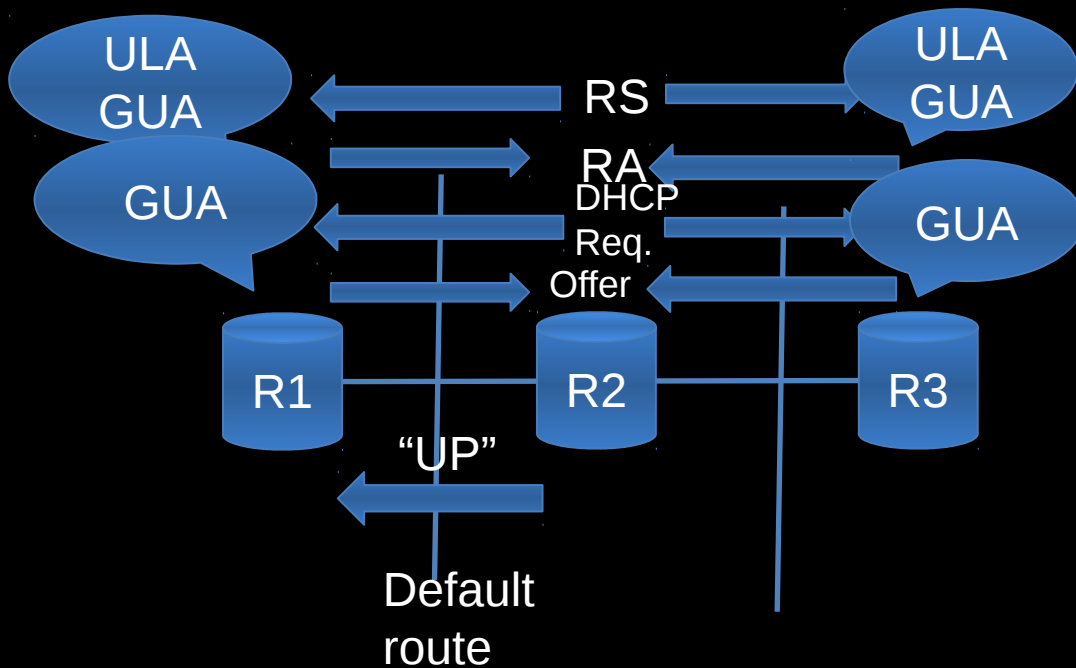 ULA
GUA
RS
ULA
GUA
RA
GUA
DHCP
Req.
GUA
Offer
R1
R2
R3
“UP”
Default
route